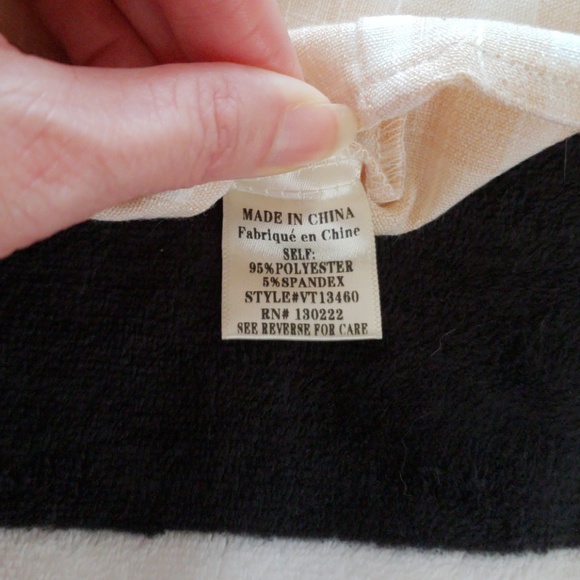 MADE IN CHINA
Fabriqué en Chine
SELF:
95%POLYESTER
5%SPANDEX
STYLE#VT13460
RN# 130222
SEE REVERSE FOR CARE